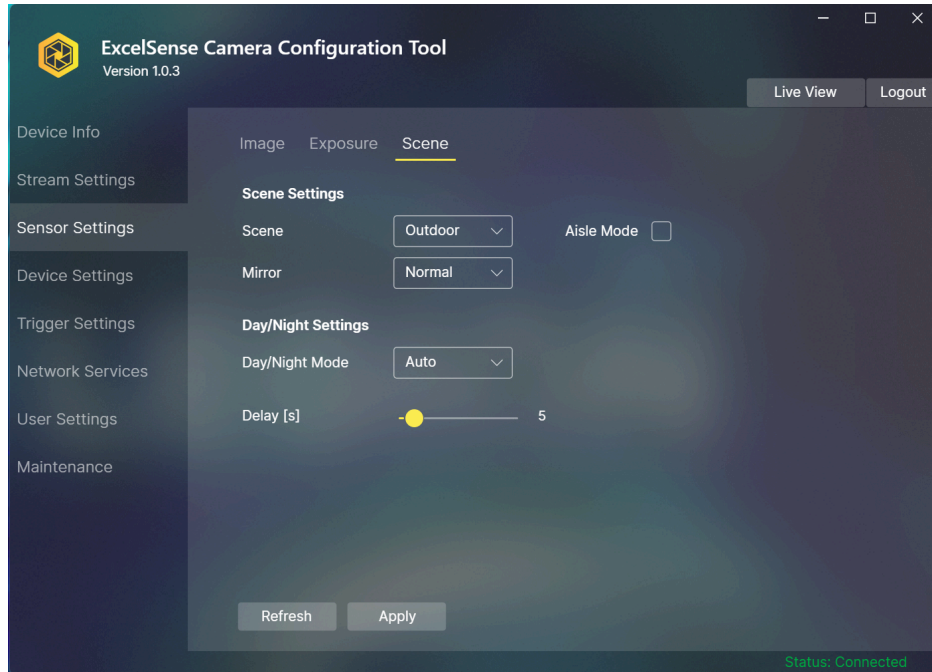 ExcelSense Camera Configuration Tool
Version 1.0.3
Live View Logout
Device Info
Stream Settings
Sensor Settings
Device Settings
Trigger Settings
Network Services
User Settings
Maintenance
Image Exposure Scene
Scene Settings
Scene Outdoor Aisle Mode
Mirror Normal
Day/Night Settings
Day/Night Mode Auto
Delay [s] 5
Refresh Apply
Status: Connected